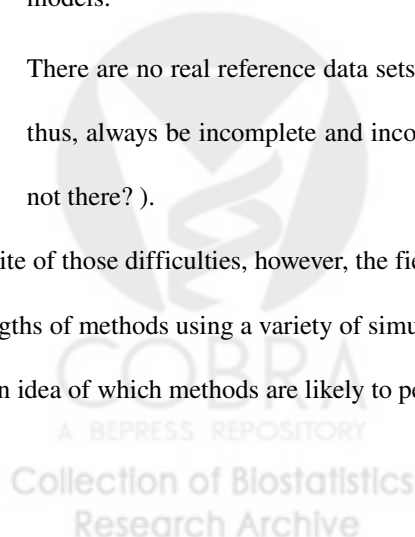 models.
There are no real reference data sets
thus, always be incomplete and inco
not there? ).
ite of those difficulties, however, the fie
gths of methods using a variety of simu
n idea of which methods are likely to pe
COBRA
A BEPRESS REPOSITORY
Collection of Biostatistics
Research Archive